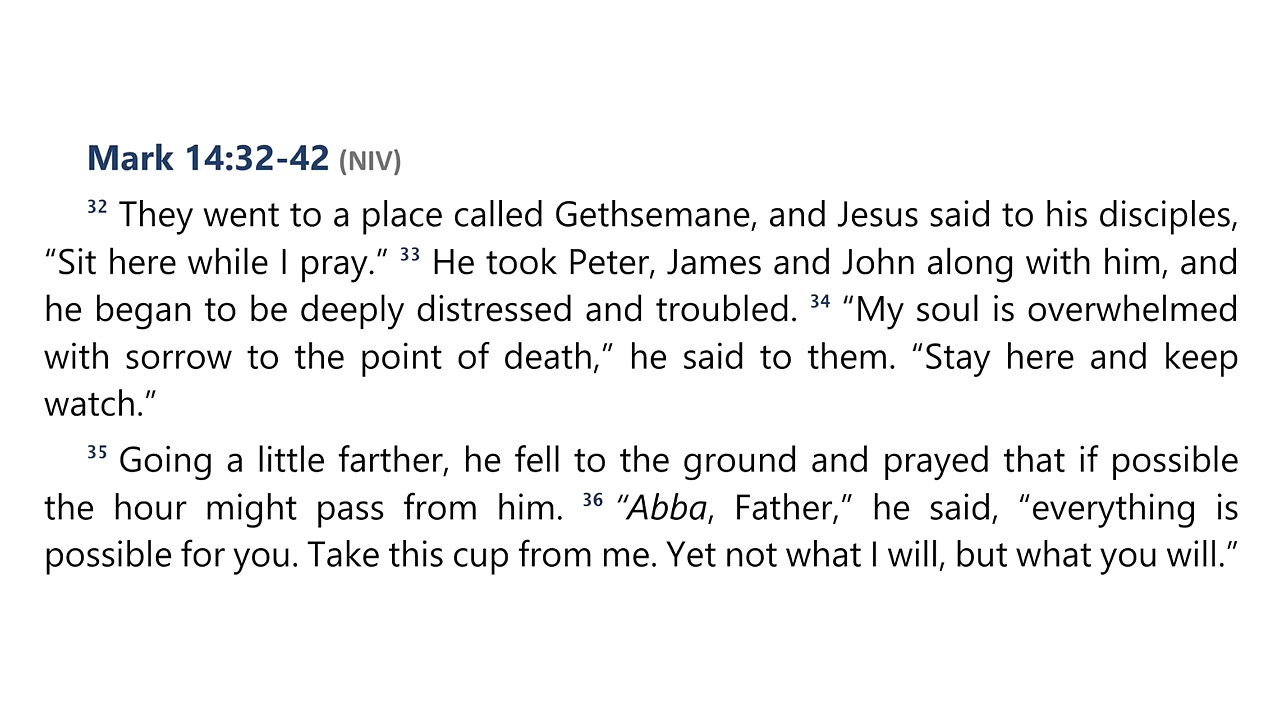 Mark 14:32-42 (NIV)
32 They went to a place called Gethsemane, and Jesus said to his disciples,
“Sit here while I pray.” 33 He took Peter, James and John along with him, and
he began to be deeply distressed and troubled. 34 “My soul is overwhelmed
with sorrow to the point of death,” he said to them. “Stay here and keep
watch.”
35 Going a little farther, he fell to the ground and prayed that if possible
the hour might pass from him. 36 “Abba, Father,” he said, “everything is
possible for you. Take this cup from me. Yet not what I will, but what you will.”